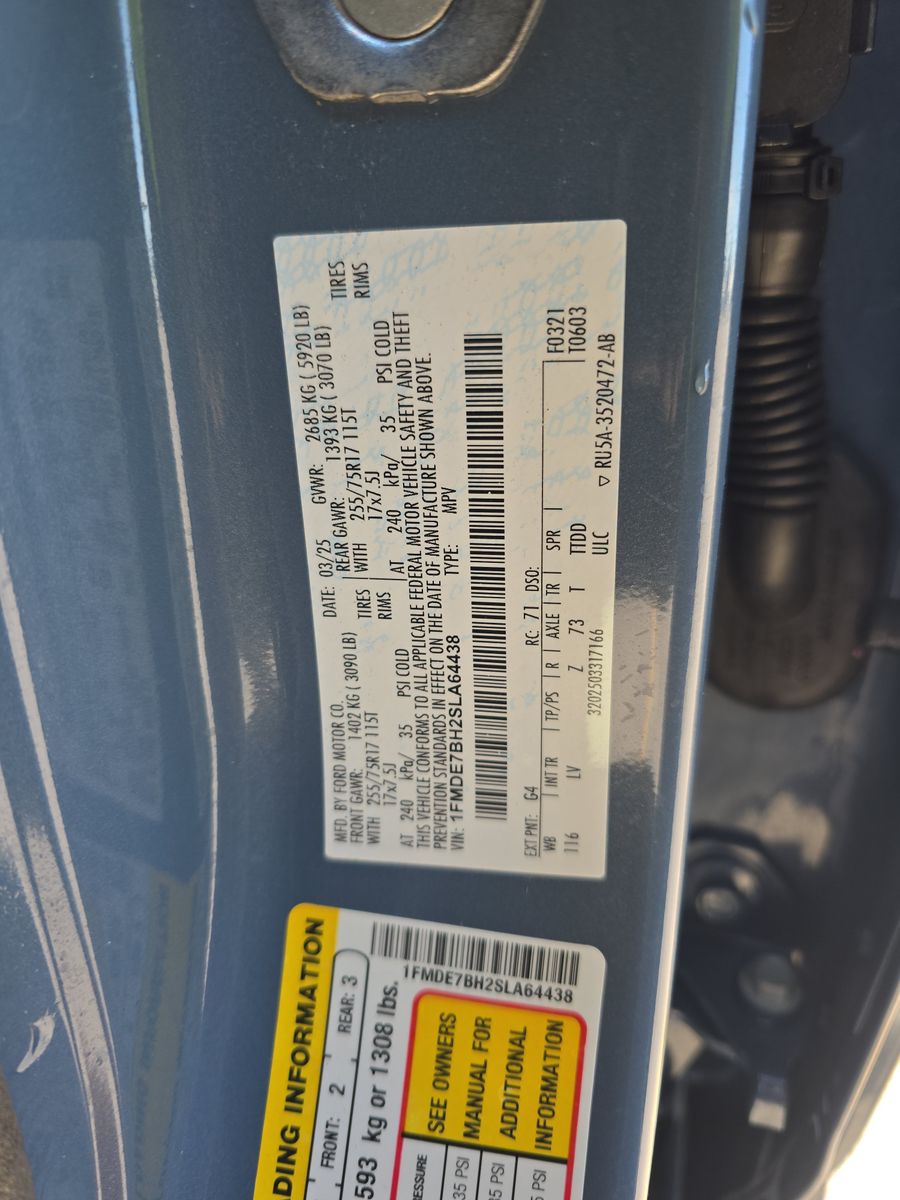 MFD. BY FORD MOTOR CO.
DATE: 03/25 GVWR: 2685 KG ( 5920 LB)
FRONT GAWR: 1402 KG ( 3090 LB) REAR GAWR: 1393 KG ( 3070 LB)
WITH 255/75R17 115T TIRES WITH 255/75R17 115T TIRES
17x7.5J RIMS 17x7.5J RIMS
AT 240 kPa/ 35 PSI COLD AT 240 kPa/ 35 PSI COLD
THIS VEHICLE CONFORMS TO ALL APPLICABLE FEDERAL MOTOR VEHICLE SAFETY AND THEFT
PREVENTION STANDARDS IN EFFECT ON THE DATE OF MANUFACTURE SHOWN ABOVE.
VIN: 1FMDE7BH2SLA64438 TYPE: MPV
EXT PNT: G4 RC: 71 DSO: F0321
WB INT TR TP/PS R AXLE TR SPR T0603
116 LV Z 73 T TTDD
3202503317166 ULC ▽ RU5A-3520472-AB
ADING INFORMATION
FRONT: 2 REAR: 3
593 kg or 1308 lbs.
1FMDE7BH2SLA64438
SEE OWNERS
MANUAL FOR
ADDITIONAL
INFORMATION
RESSURE
35 PSI
35 PSI
5 PSI